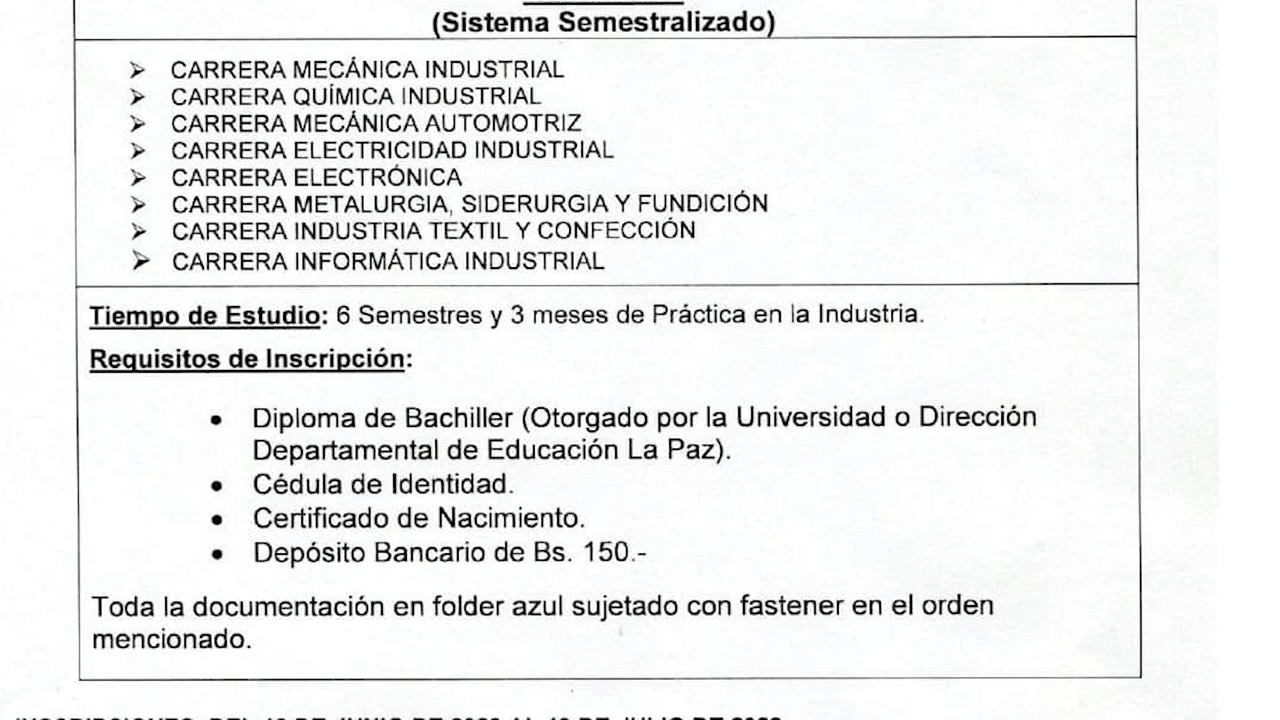 (Sistema Semestralizado)
➢ CARRERA MECÁNICA INDUSTRIAL
➢ CARRERA QUÍMICA INDUSTRIAL
➢ CARRERA MECÁNICA AUTOMOTRIZ
➢ CARRERA ELECTRICIDAD INDUSTRIAL
➢ CARRERA ELECTRÓNICA
➢ CARRERA METALURGIA, SIDERURGIA Y FUNDICIÓN
➢ CARRERA INDUSTRIA TEXTIL Y CONFECCIÓN
➢ CARRERA INFORMÁTICA INDUSTRIAL
Tiempo de Estudio: 6 Semestres y 3 meses de Práctica en la Industria.
Requisitos de Inscripción:
• Diploma de Bachiller (Otorgado por la Universidad o Dirección
Departamental de Educación La Paz).
• Cédula de Identidad.
• Certificado de Nacimiento.
• Depósito Bancario de Bs. 150.-
Toda la documentación en folder azul sujetado con fastener en el orden
mencionado.